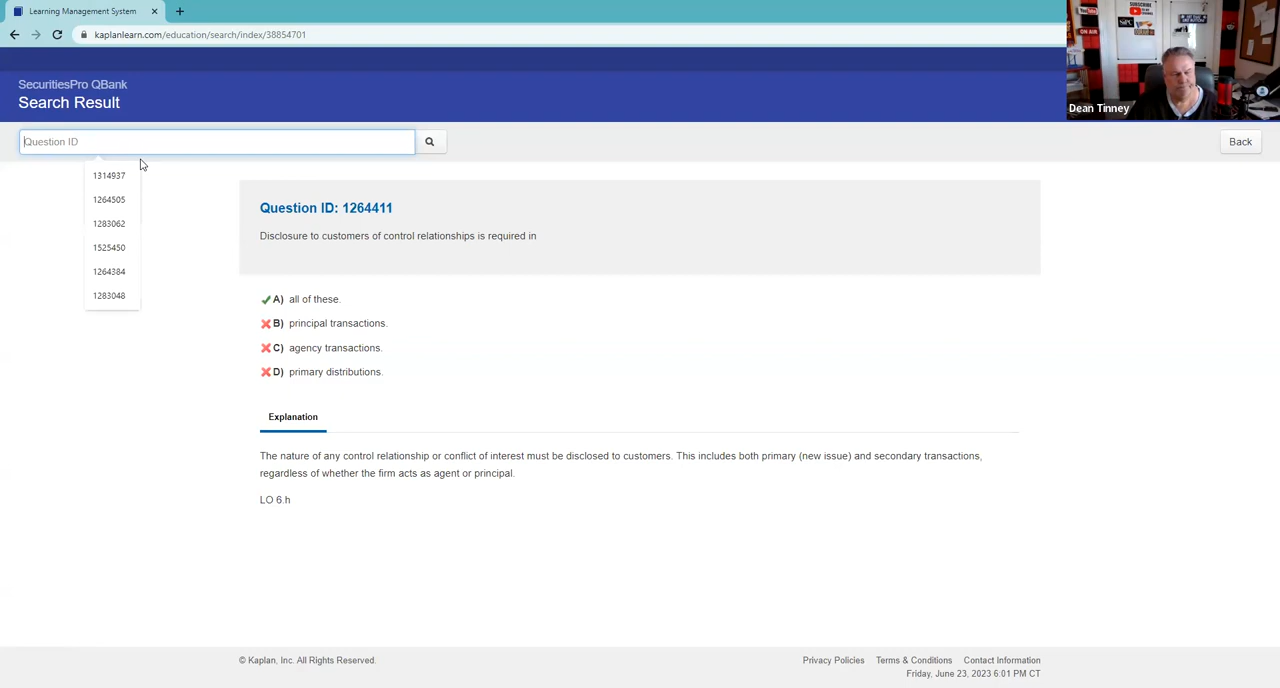 Learning Management System
kaplanlearn.com/education/search/index/38854701
SecuritiesPro QBank
Search Result
Dean Tinney
Question ID
Back
1314937
1264505
1283062
1525450
1264384
1283048
Question ID: 1264411
Disclosure to customers of control relationships is required in
A) all of these.
B) principal transactions.
C) agency transactions.
D) primary distributions.
Explanation
The nature of any control relationship or conflict of interest must be disclosed to customers. This includes both primary (new issue) and secondary transactions,
regardless of whether the firm acts as agent or principal.
LO 6.h
© Kaplan, Inc. All Rights Reserved.
Privacy Policies Terms & Conditions Contact Information
Friday, June 23, 2023 6:01 PM CT